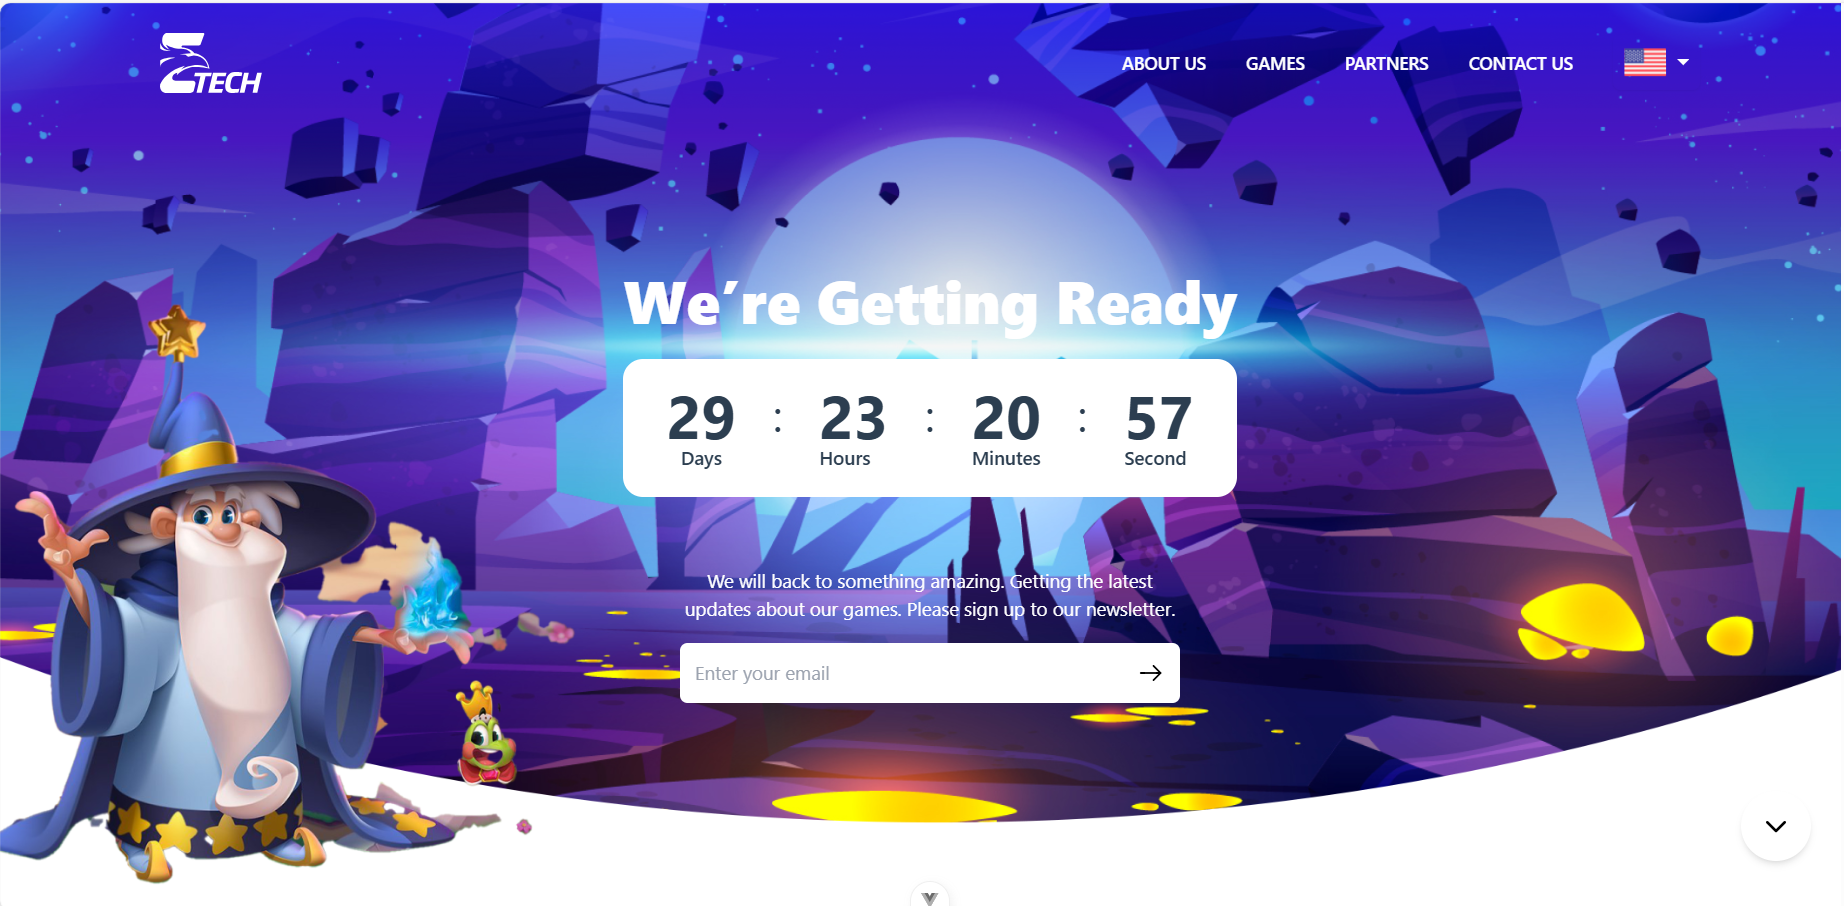 TECH
ABOUT US
GAMES
PARTNERS
CONTACT US
We´re Getting Ready
29 : 23 : 20 : 57
Days Hours Minutes Second
We will back to something amazing. Getting the latest
updates about our games. Please sign up to our newsletter.
Enter your email